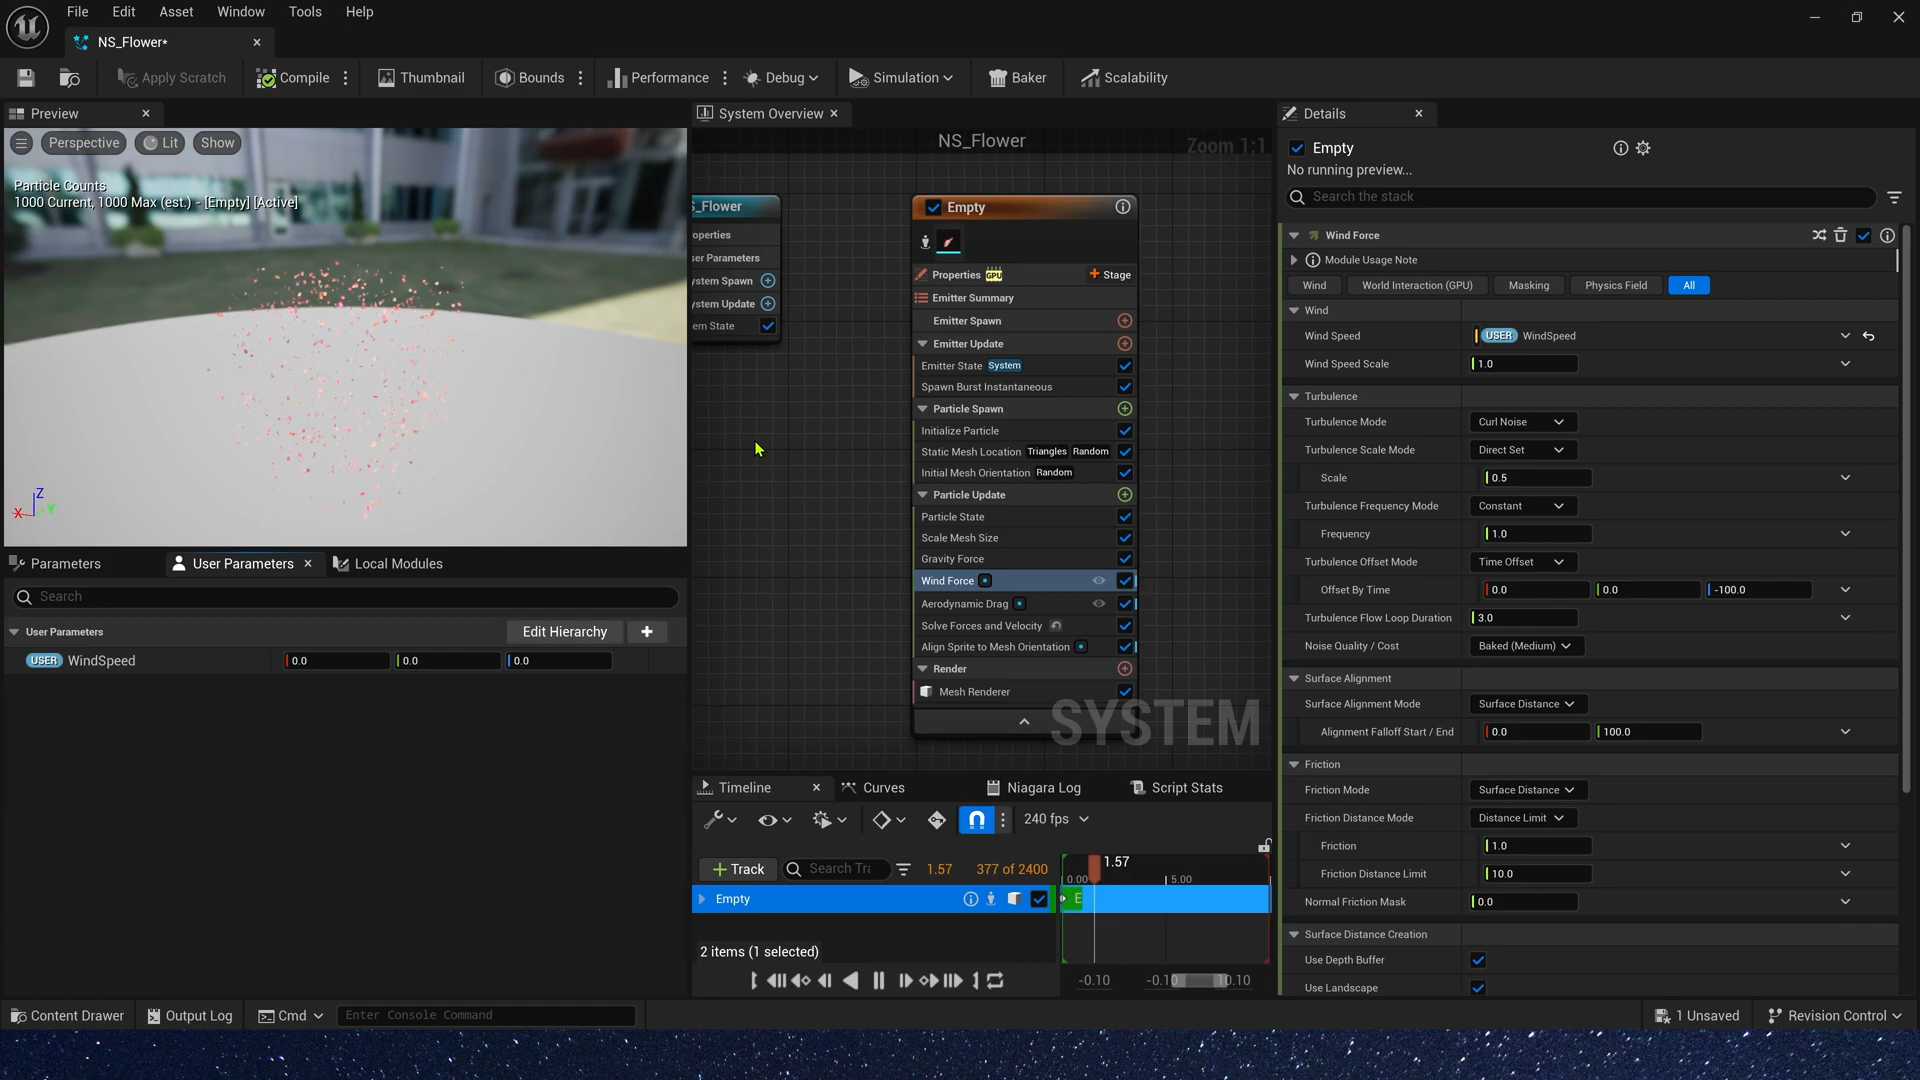 File Edit Asset Window Tools Help
NS_Flower*
Apply Scratch Compile Thumbnail Bounds Performance Debug Simulation Baker Scalability
Preview
Perspective Lit Show
Particle Counts
1000 Current, 1000 Max (est.) - [Empty] [Active]
X Z Y
Parameters User Parameters Local Modules
Search
User Parameters Edit Hierarchy
USER WindSpeed 0.0 0.0 0.0
System Overview
NS_Flower Zoom 1:1
S_Flower
operties
ser Parameters
ystem Spawn
ystem Update
em State
Empty
Properties GPU Stage
Emitter Summary
Emitter Spawn
Emitter Update
Emitter State System
Spawn Burst Instantaneous
Particle Spawn
Initialize Particle
Static Mesh Location Triangles Random
Initial Mesh Orientation Random
Particle Update
Particle State
Scale Mesh Size
Gravity Force
Wind Force
Aerodynamic Drag
Solve Forces and Velocity
Align Sprite to Mesh Orientation
Render
Mesh Renderer
SYSTEM
Timeline Curves Niagara Log Script Stats
240 fps
Track Search Tra 1.57 377 of 2400 1.57
0.00 5.00
Empty E
2 items (1 selected)
-0.10 -0.10 10.10
Details
Empty
No running preview...
Search the stack
Wind Force
Module Usage Note
Wind World Interaction (GPU) Masking Physics Field All
Wind
Wind Speed USER WindSpeed
Wind Speed Scale 1.0
Turbulence
Turbulence Mode Curl Noise
Turbulence Scale Mode Direct Set
Scale 0.5
Turbulence Frequency Mode Constant
Frequency 1.0
Turbulence Offset Mode Time Offset
Offset By Time 0.0 0.0 -100.0
Turbulence Flow Loop Duration 3.0
Noise Quality / Cost Baked (Medium)
Surface Alignment
Surface Alignment Mode Surface Distance
Alignment Falloff Start / End 0.0 100.0
Friction
Friction Mode Surface Distance
Friction Distance Mode Distance Limit
Friction 1.0
Friction Distance Limit 10.0
Normal Friction Mask 0.0
Surface Distance Creation
Use Depth Buffer
Use Landscape
Content Drawer Output Log Cmd Enter Console Command 1 Unsaved Revision Control